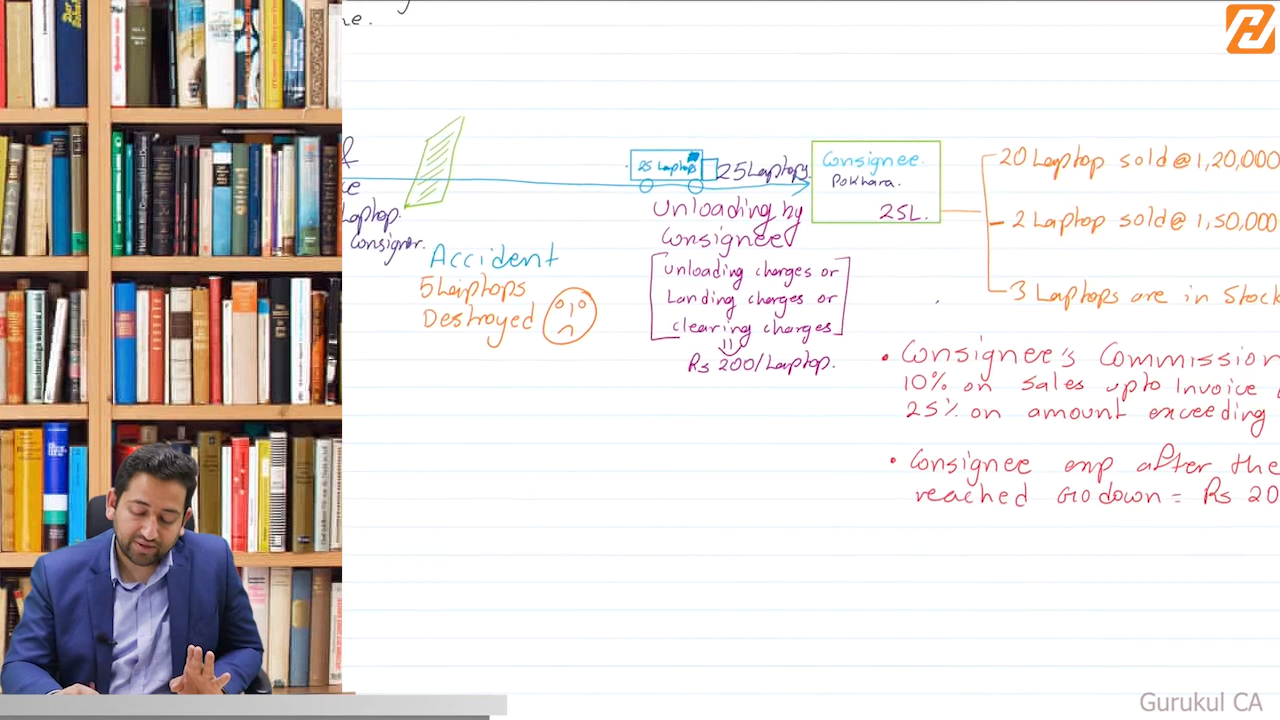 Laptop.
Consignor.
Accident
5 Laptops
Destroyed
25 Laptop
25 Laptops.
Unloading by
Consignee
unloading charges or
Landing charges or
clearing charges
Rs 200/Laptop.
Consignee.
Pokhara.
25L.
20 Laptop sold @ 1,20,000
2 Laptop sold @ 1,50,000
3 Laptops are in Stock
• Consignee's Commission
10% on sales upto Invoice
25% on amount exceeding
• Consignee exp after the
reached Godown = Rs 20
Gurukul CA